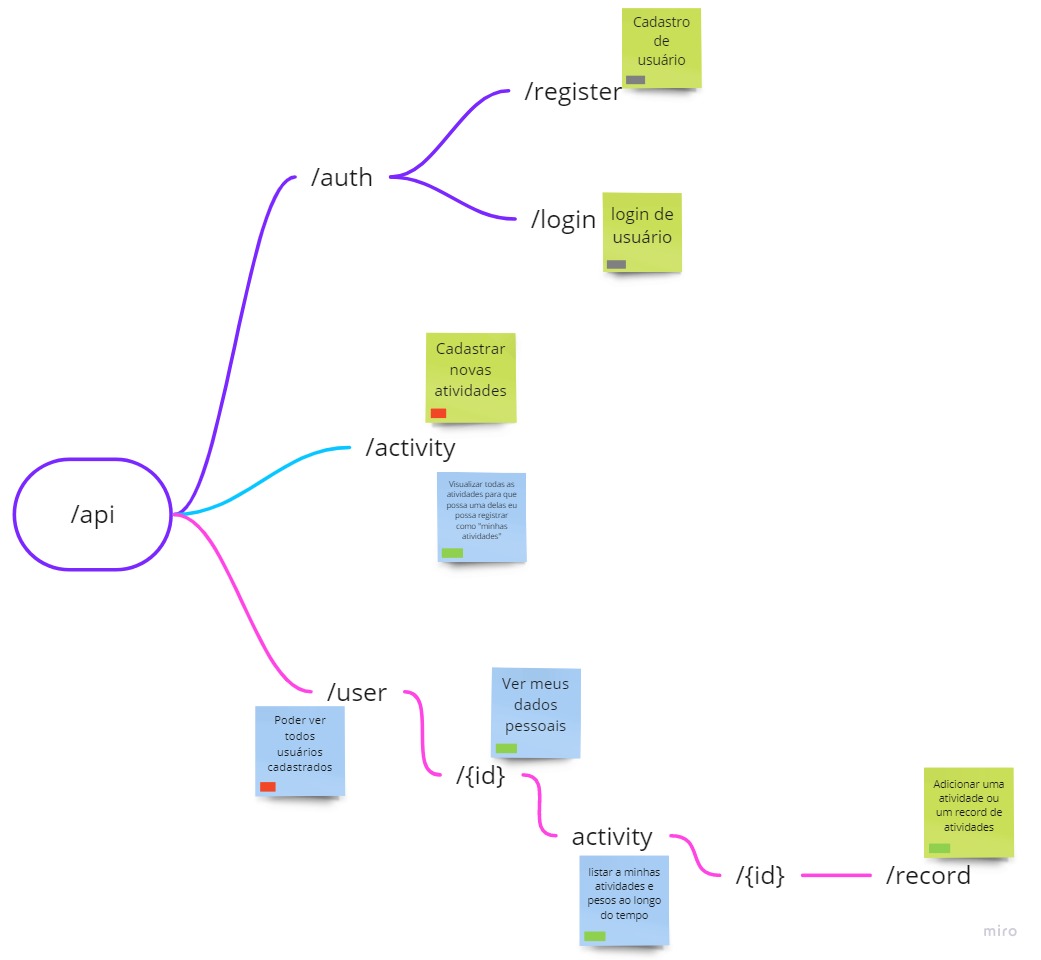 Cadastro
de
usuário
/register
/auth
/login
login de
usuário
Cadastrar
novas
atividades
/activity
Visualizar todas as
atividades para que
possa uma delas eu
possa registrar
como "minhas
atividades"
/api
/user
Poder ver
todos
usuários
cadastrados
Ver meus
dados
pessoais
/{id}
activity
listar a minhas
atividades e
pesos ao longo
do tempo
/{id}
Adicionar uma
atividade ou
um record de
atividades
/record
miro